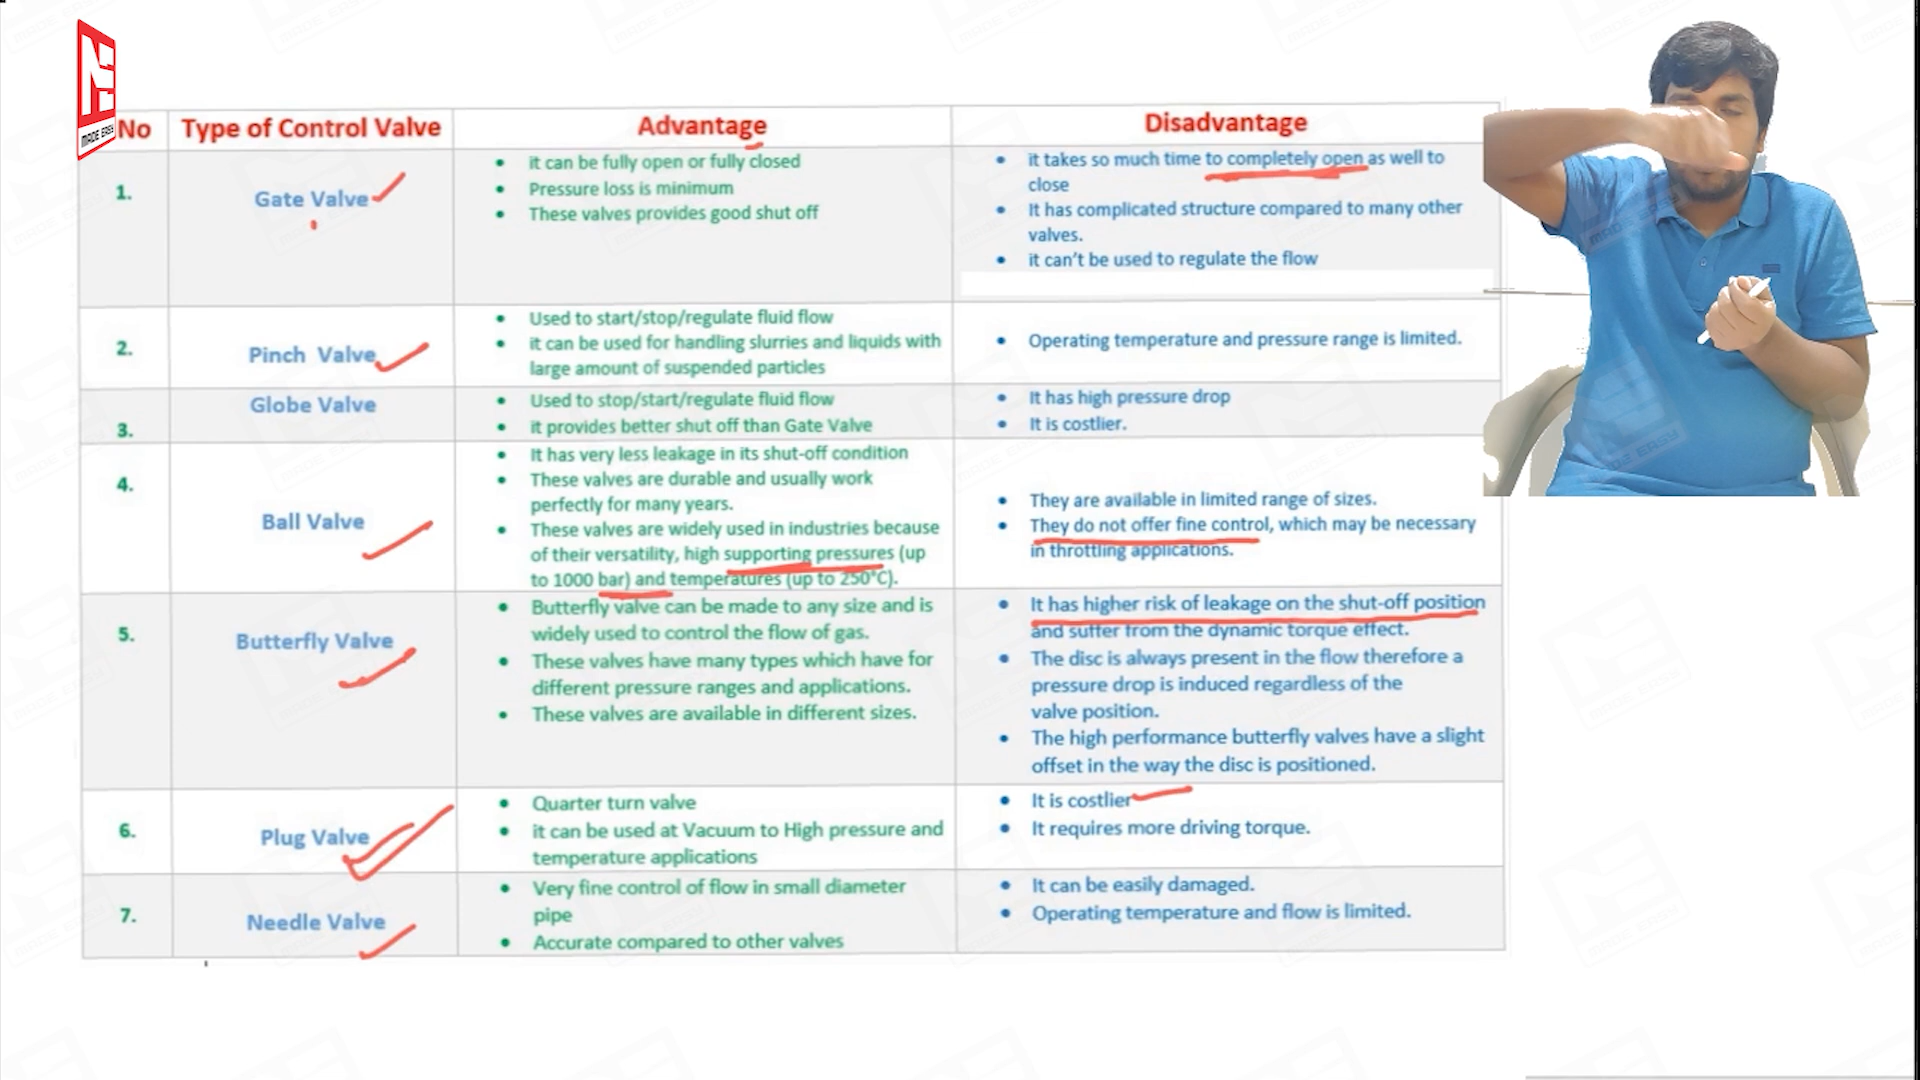 MADE EASY
No
Type of Control Valve
Advantage
Disadvantage
1.
Gate Valve
• it can be fully open or fully closed
• Pressure loss is minimum
• These valves provides good shut off
• it takes so much time to completely open as well to
close
• It has complicated structure compared to many other
valves.
• it can't be used to regulate the flow
2.
Pinch Valve
• Used to start/stop/regulate fluid flow
• it can be used for handling slurries and liquids with
large amount of suspended particles
• Operating temperature and pressure range is limited.
3.
Globe Valve
• Used to stop/start/regulate fluid flow
• it provides better shut off than Gate Valve
• It has high pressure drop
• It is costlier.
4.
Ball Valve
• It has very less leakage in its shut-off condition
• These valves are durable and usually work
perfectly for many years.
• These valves are widely used in industries because
of their versatility, high supporting pressures (up
to 1000 bar) and temperatures (up to 250°C).
• They are available in limited range of sizes.
• They do not offer fine control, which may be necessary
in throttling applications.
5.
Butterfly Valve
• Butterfly valve can be made to any size and is
widely used to control the flow of gas.
• These valves have many types which have for
different pressure ranges and applications.
• These valves are available in different sizes.
• It has higher risk of leakage on the shut-off position
and suffer from the dynamic torque effect.
• The disc is always present in the flow therefore a
pressure drop is induced regardless of the
valve position.
• The high performance butterfly valves have a slight
offset in the way the disc is positioned.
6.
Plug Valve
• Quarter turn valve
• it can be used at Vacuum to High pressure and
temperature applications
• It is costlier
• It requires more driving torque.
7.
Needle Valve
• Very fine control of flow in small diameter
pipe
• Accurate compared to other valves
• It can be easily damaged.
• Operating temperature and flow is limited.